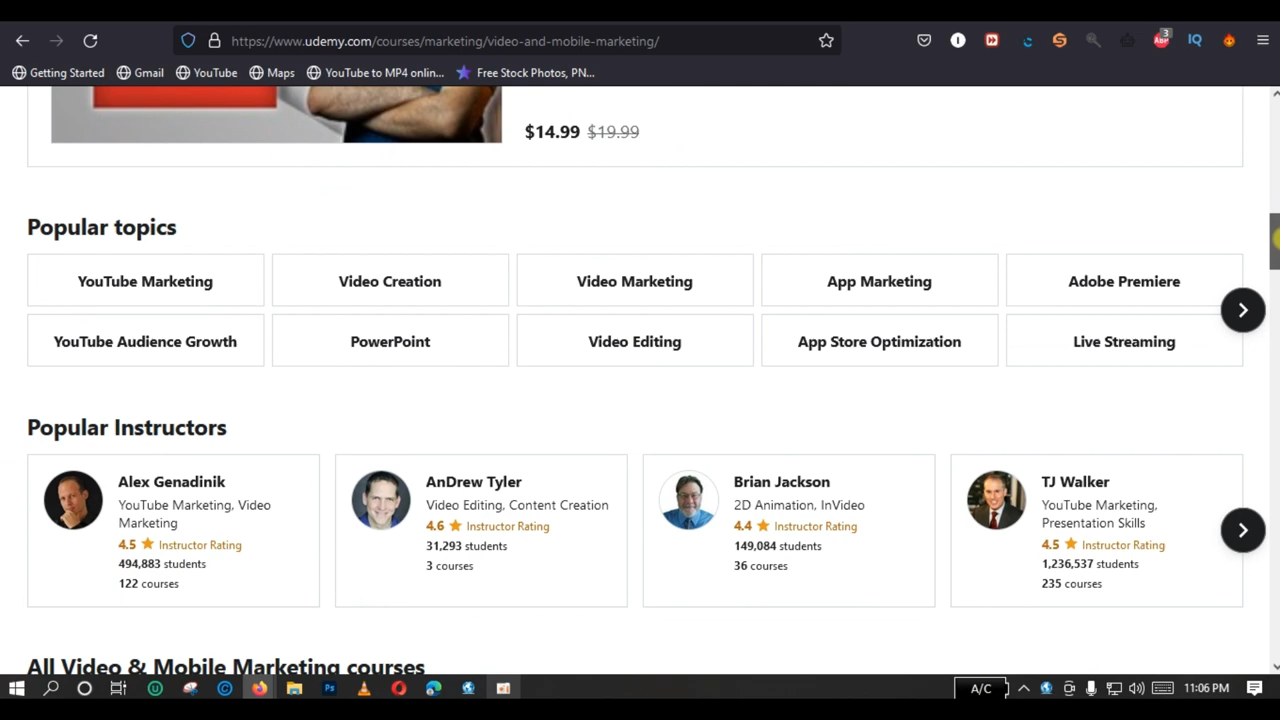 https://www.udemy.com/courses/marketing/video-and-mobile-marketing/
3
IQ
Getting Started
Gmail
YouTube
Maps
YouTube to MP4 onlin...
Free Stock Photos, PN...
$14.99 $19.99
Popular topics
YouTube Marketing
Video Creation
Video Marketing
App Marketing
Adobe Premiere
YouTube Audience Growth
PowerPoint
Video Editing
App Store Optimization
Live Streaming
Popular Instructors
Alex Genadinik
YouTube Marketing, Video
Marketing
4.5 Instructor Rating
494,883 students
122 courses
AnDrew Tyler
Video Editing, Content Creation
4.6 Instructor Rating
31,293 students
3 courses
Brian Jackson
2D Animation, InVideo
4.4 Instructor Rating
149,084 students
36 courses
TJ Walker
YouTube Marketing,
Presentation Skills
4.5 Instructor Rating
1,236,537 students
235 courses
All Video & Mobile Marketing courses
Ps
A/C
11:06 PM